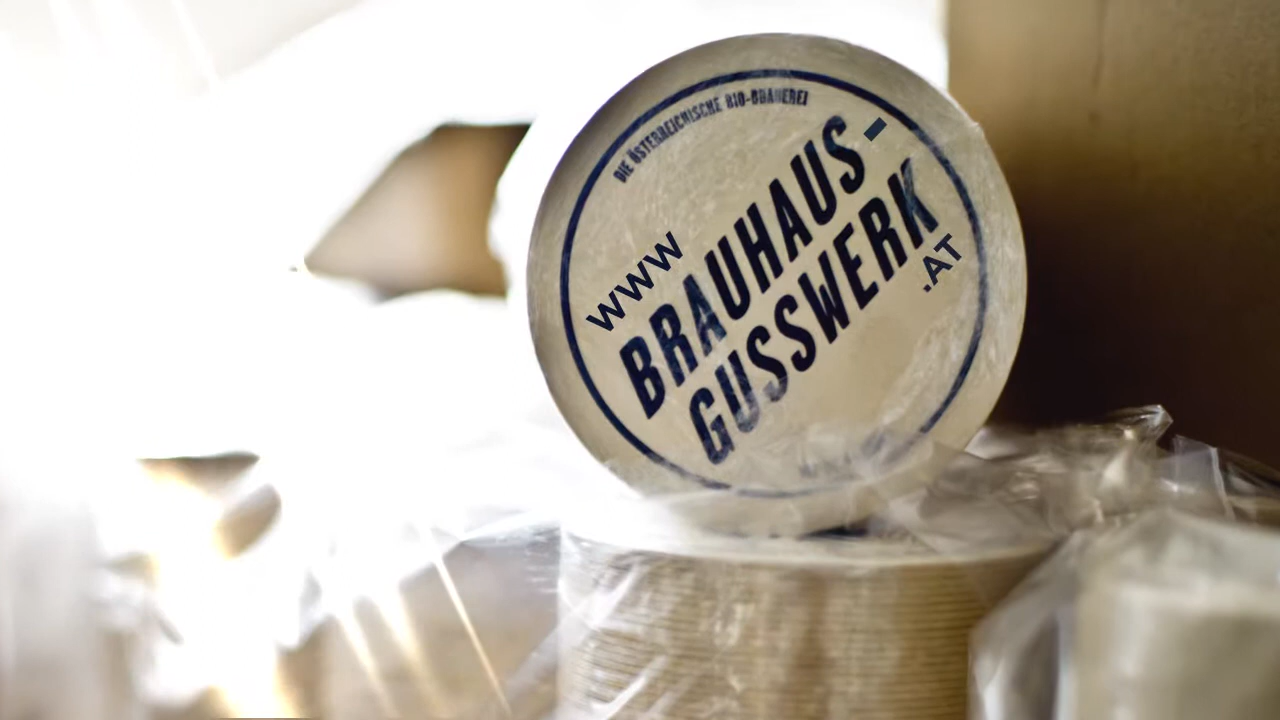 DIE ÖSTERREICHISCHE BIO-BRAUEREI
WWW
BRAUHAUS-
GUSSWERK
.AT